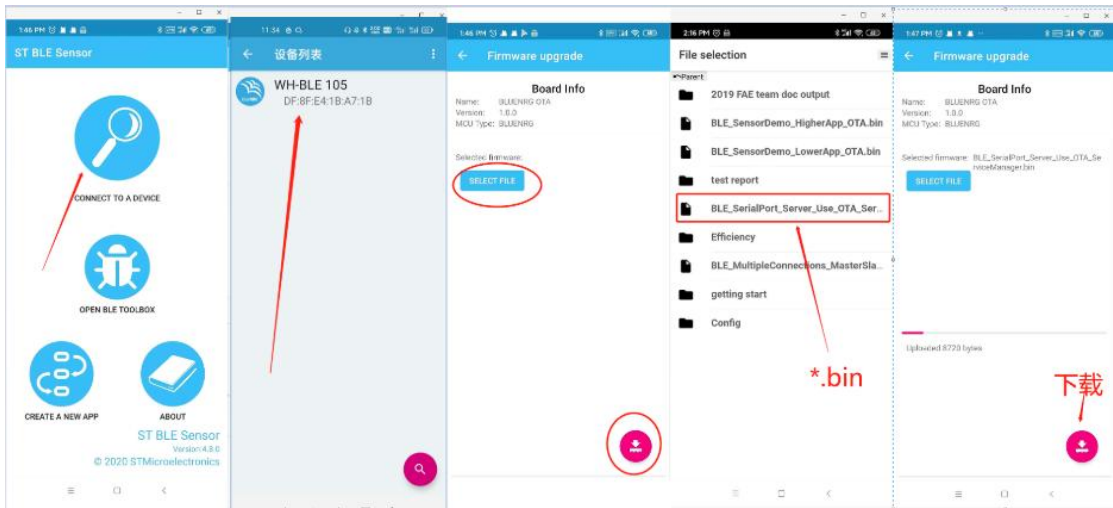 1:46 PM
ST BLE Sensor
CONNECT TO A DEVICE
OPEN BLE TOOLBOX
CREATE A NEW APP
ABOUT
ST BLE Sensor
Version:4.8.0
© 2020 STMicroelectronics
11:34
设备列表
WH-BLE 105
DF:8F:E4:1B:A7:1B
1:46 PM
Firmware upgrade
Board Info
Name: BLUENRG OTA
Version: 1.0.0
MCU Type: BLUENRG
Selected firmware:
SELECT FILE
2:16 PM
File selection
Parent
2019 FAE team doc output
BLE_SensorDemo_HigherApp_OTA.bin
BLE_SensorDemo_LowerApp_OTA.bin
test report
BLE_SerialPort_Server_Use_OTA_Ser..
Efficiency
BLE_MultipleConnections_MasterSla..
getting start
Config
*.bin
1:47 PM
Firmware upgrade
Board Info
Name: BLUENRG OTA
Version: 1.0.0
MCU Type: BLUENRG
Selected firmware: BLE_SerialPort_Server_Use_OTA_Se
rviceManager.bin
SELECT FILE
Uploaded 8720 bytes
下载